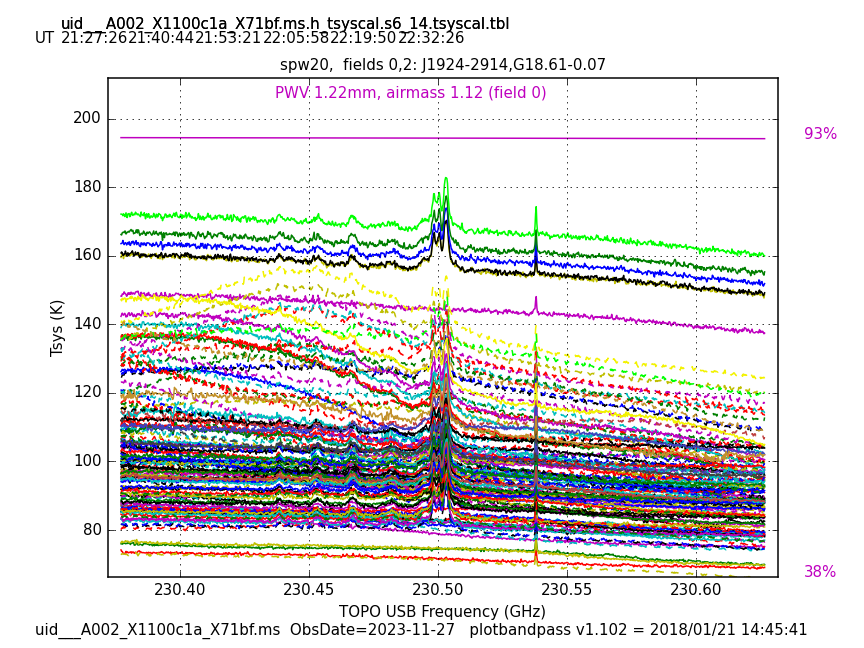 uid___A002_X1100c1a_X71bf.ms.h_tsyscal.s6_14.tsyscal.tbl
UT 21:27:26 21:40:44 21:53:21 22:05:58 22:19:50 22:32:26
spw20, fields 0,2: J1924-2914,G18.61-0.07
PWV 1.22mm, airmass 1.12 (field 0)
200
93%
180
160
Tsys (K)
140
120
100
80
38%
230.40 230.45 230.50 230.55 230.60
TOPO USB Frequency (GHz)
uid___A002_X1100c1a_X71bf.ms ObsDate=2023-11-27 plotbandpass v1.102 = 2018/01/21 14:45:41